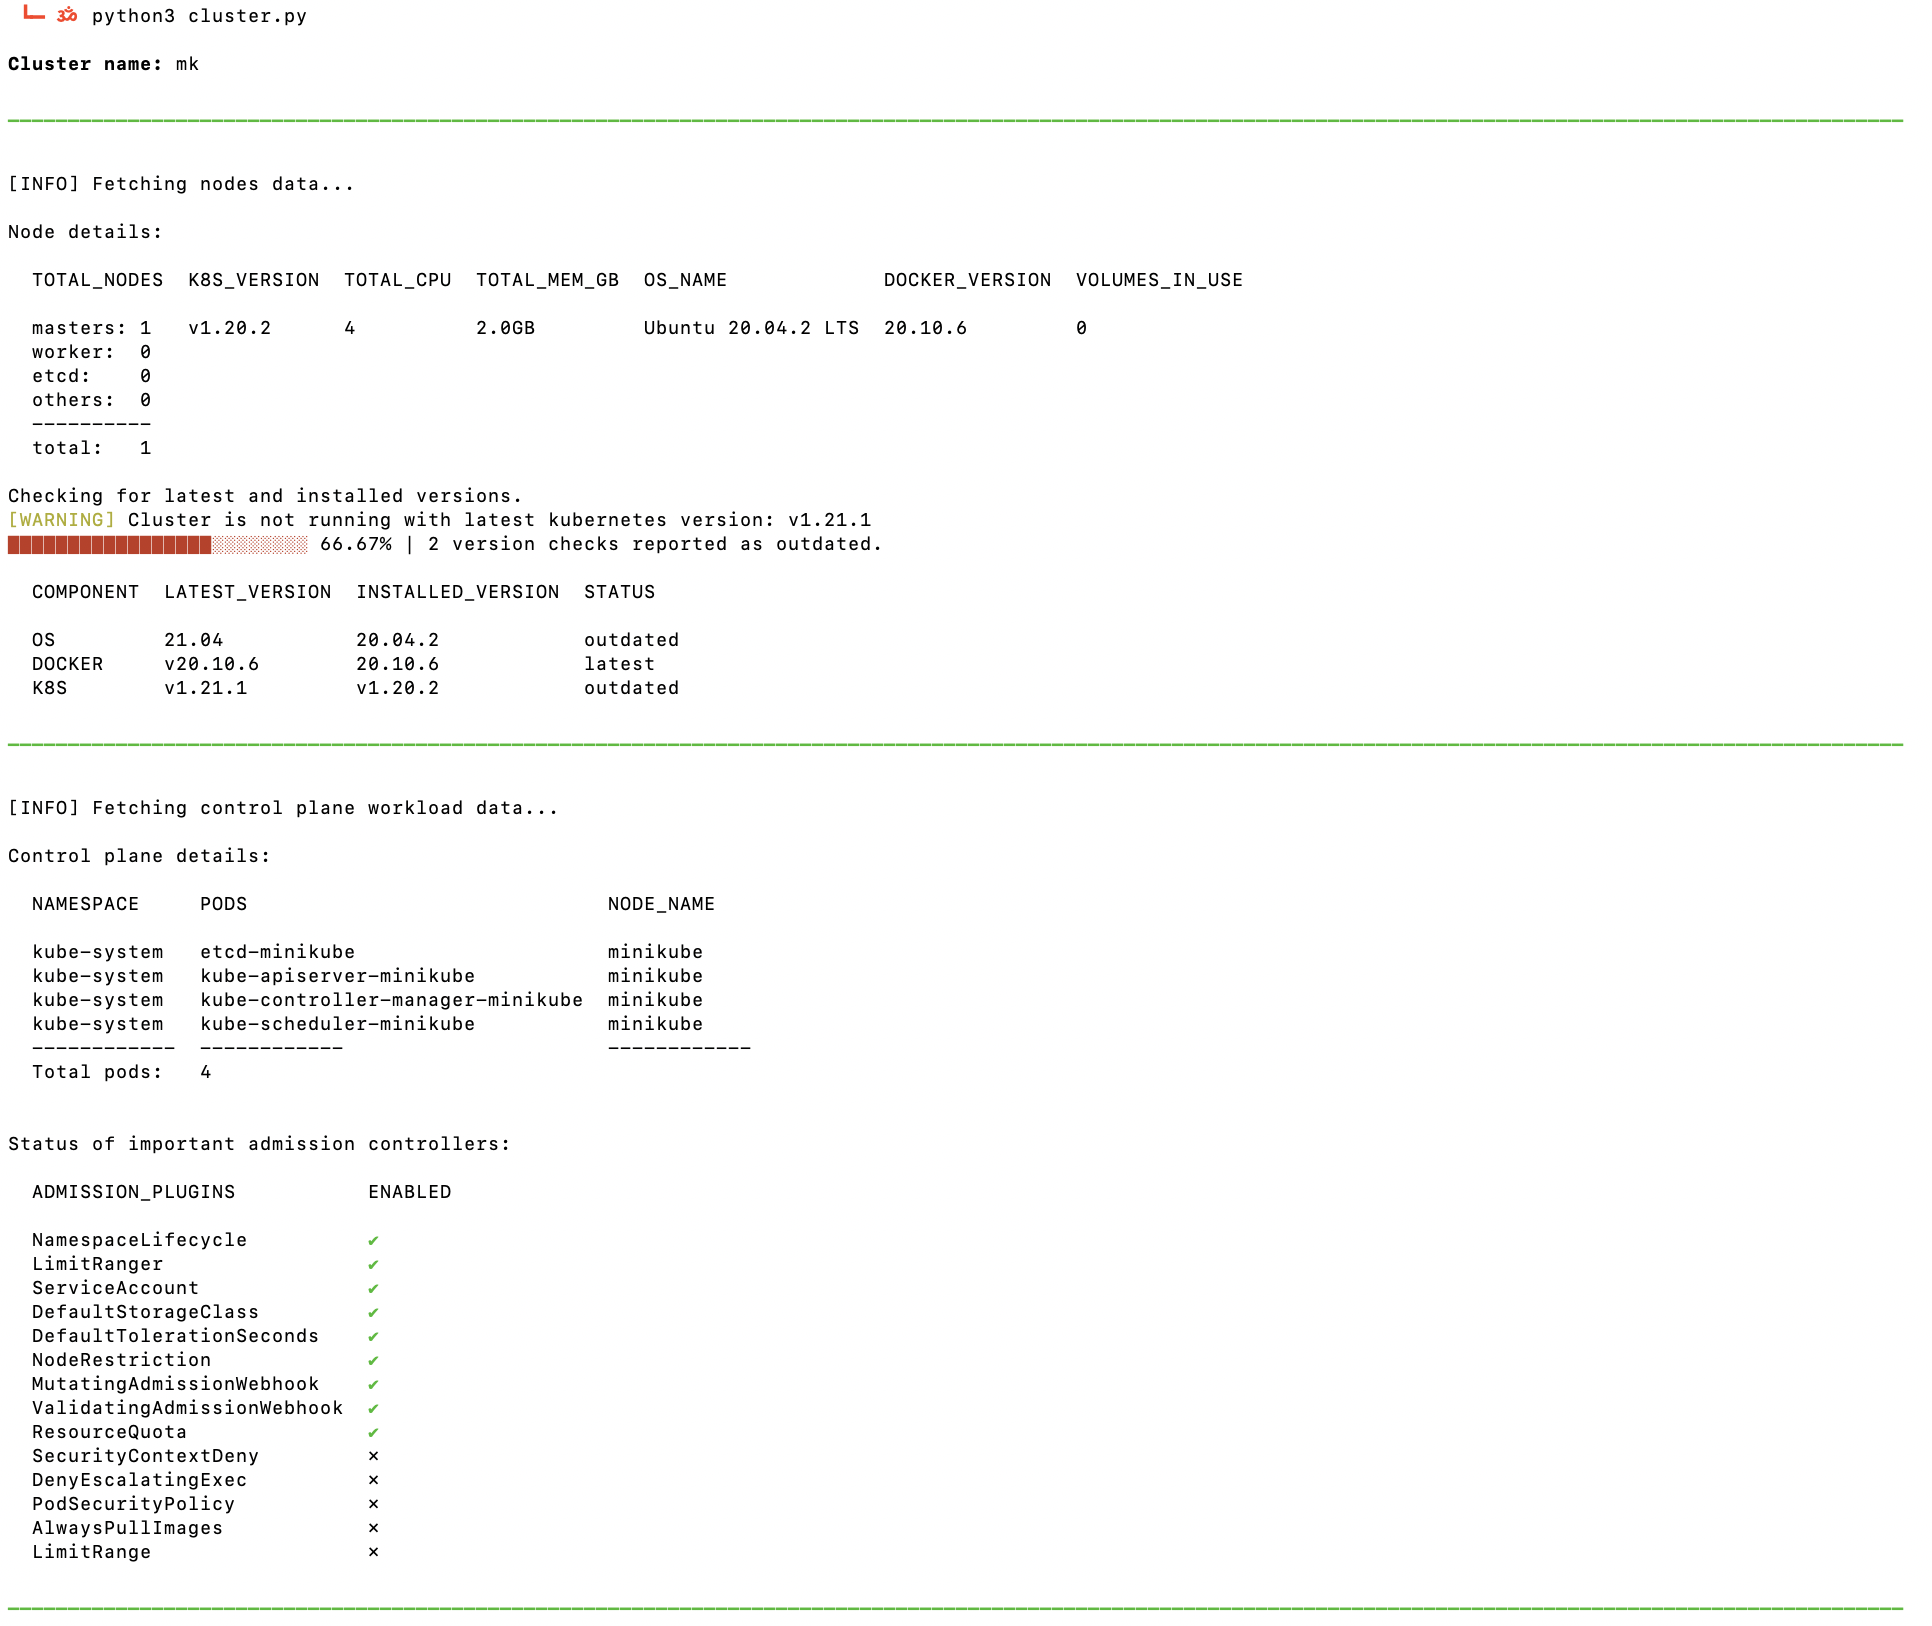 └─ ॐ python3 cluster.py
Cluster name: mk
[INFO] Fetching nodes data...
Node details:
TOTAL_NODES  K8S_VERSION  TOTAL_CPU  TOTAL_MEM_GB  OS_NAME  DOCKER_VERSION  VOLUMES_IN_USE
masters: 1  v1.20.2  4  2.0GB  Ubuntu 20.04.2 LTS  20.10.6  0
worker:  0
etcd:    0
others:  0
----------
total:   1
Checking for latest and installed versions.
[WARNING] Cluster is not running with latest kubernetes version: v1.21.1
66.67% | 2 version checks reported as outdated.
COMPONENT  LATEST_VERSION  INSTALLED_VERSION  STATUS
OS  21.04  20.04.2  outdated
DOCKER  v20.10.6  20.10.6  latest
K8S  v1.21.1  v1.20.2  outdated
[INFO] Fetching control plane workload data...
Control plane details:
NAMESPACE  PODS  NODE_NAME
kube-system  etcd-minikube  minikube
kube-system  kube-apiserver-minikube  minikube
kube-system  kube-controller-manager-minikube  minikube
kube-system  kube-scheduler-minikube  minikube
------------  ------------  ------------
Total pods:  4
Status of important admission controllers:
ADMISSION_PLUGINS  ENABLED
NamespaceLifecycle  ✔
LimitRanger  ✔
ServiceAccount  ✔
DefaultStorageClass  ✔
DefaultTolerationSeconds  ✔
NodeRestriction  ✔
MutatingAdmissionWebhook  ✔
ValidatingAdmissionWebhook  ✔
ResourceQuota  ✔
SecurityContextDeny  ×
DenyEscalatingExec  ×
PodSecurityPolicy  ×
AlwaysPullImages  ×
LimitRange  ×